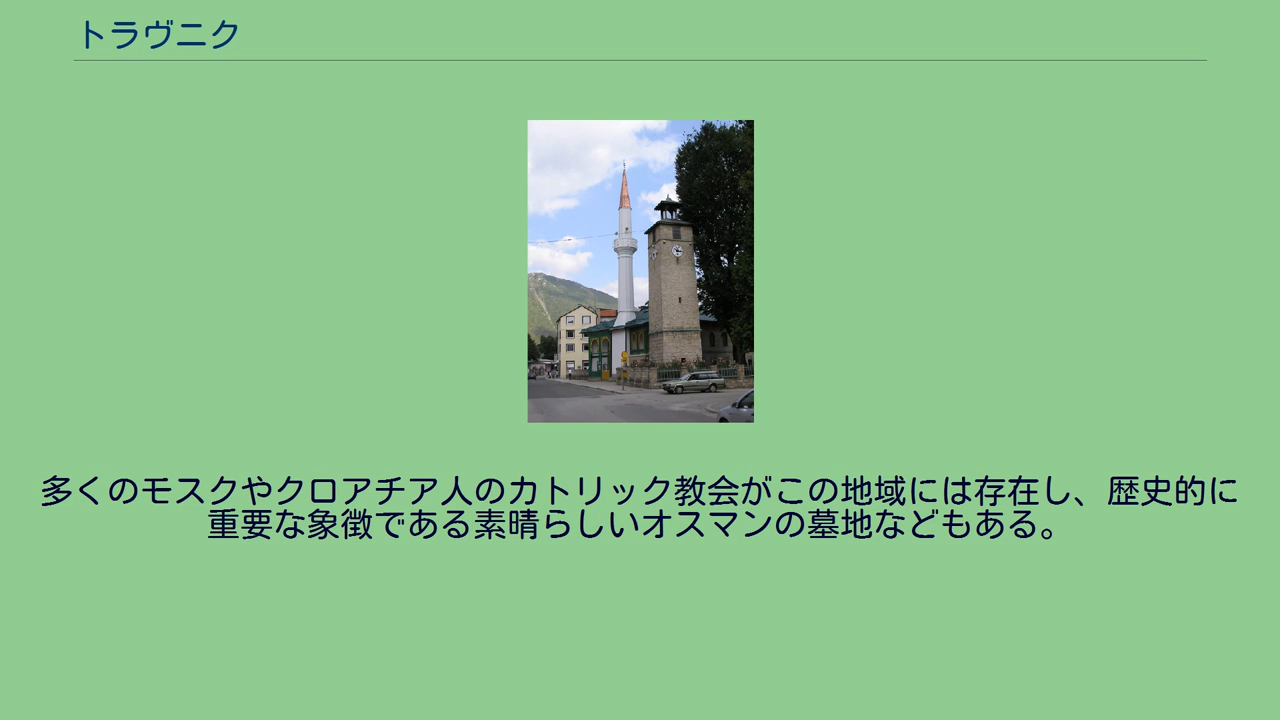 トラヴニク
多くのモスクやクロアチア人のカトリック教会がこの地域には存在し、歴史的に
重要な象徴である素晴らしいオスマンの墓地などもある。